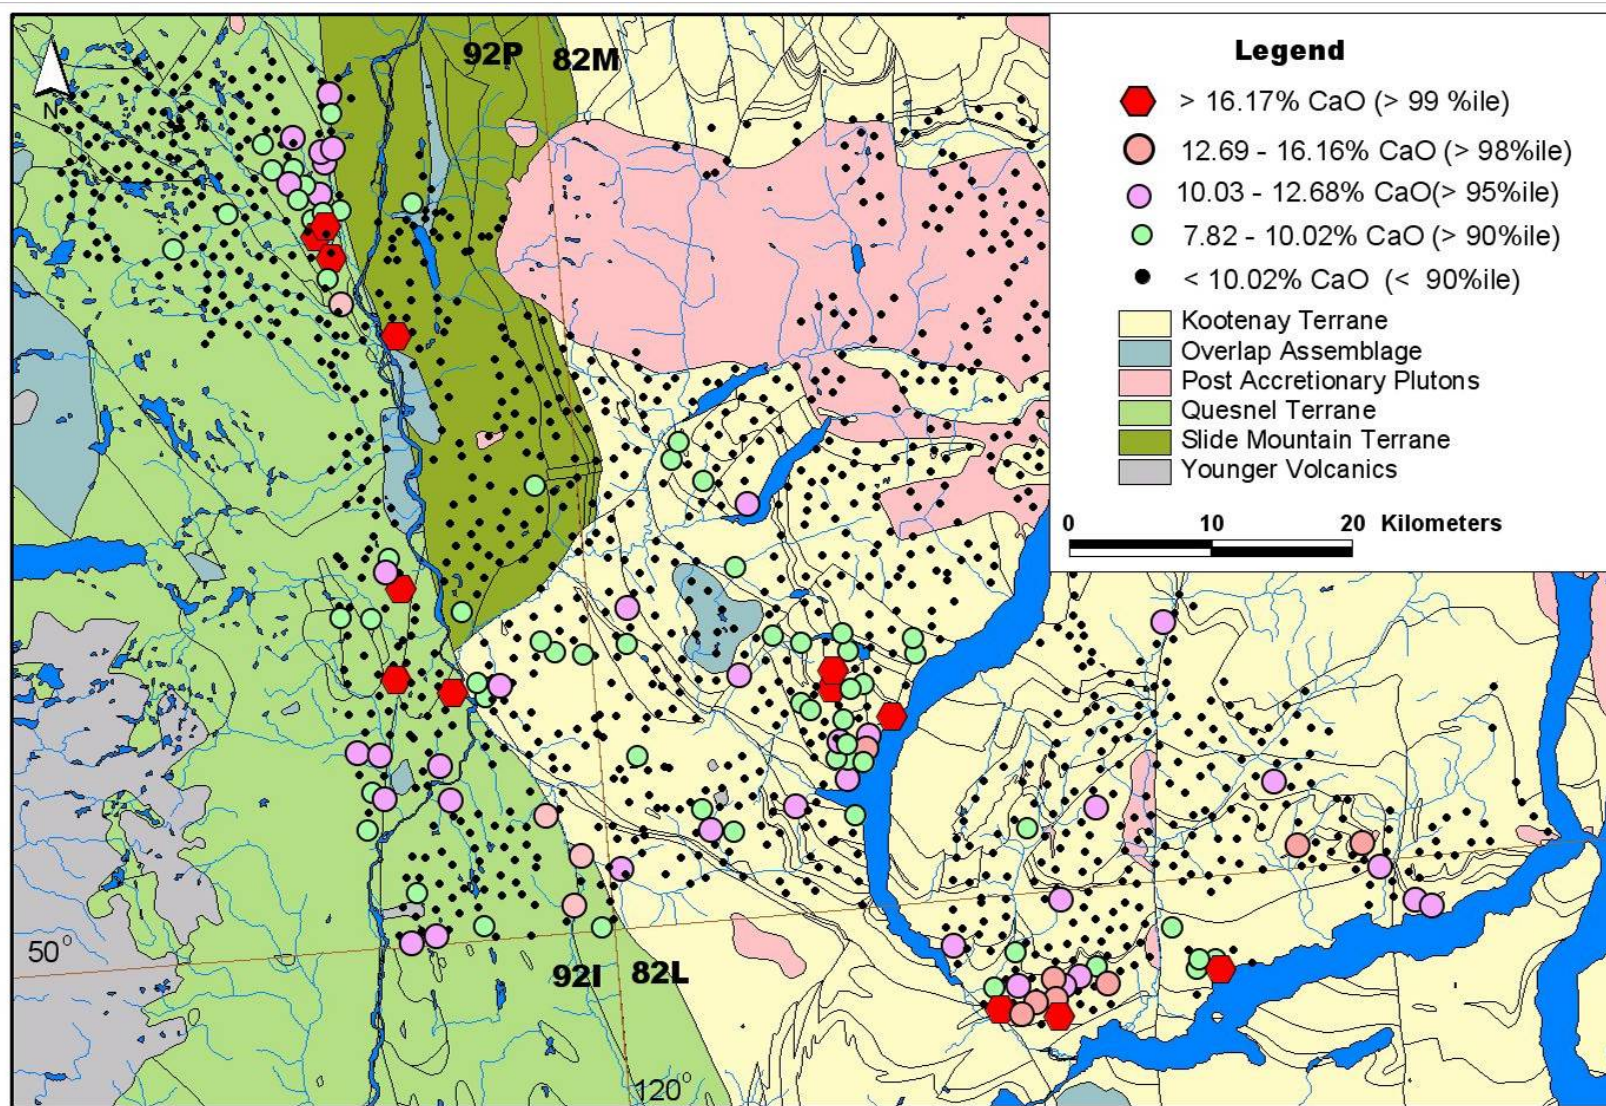 92P 82M
N
Legend
> 16.17% CaO (> 99 %ile)
12.69 - 16.16% CaO (> 98%ile)
10.03 - 12.68% CaO(> 95%ile)
7.82 - 10.02% CaO (> 90%ile)
< 10.02% CaO (< 90%ile)
Kootenay Terrane
Overlap Assemblage
Post Accretionary Plutons
Quesnel Terrane
Slide Mountain Terrane
Younger Volcanics
0 10 20 Kilometers
50°
92I 82L
120°